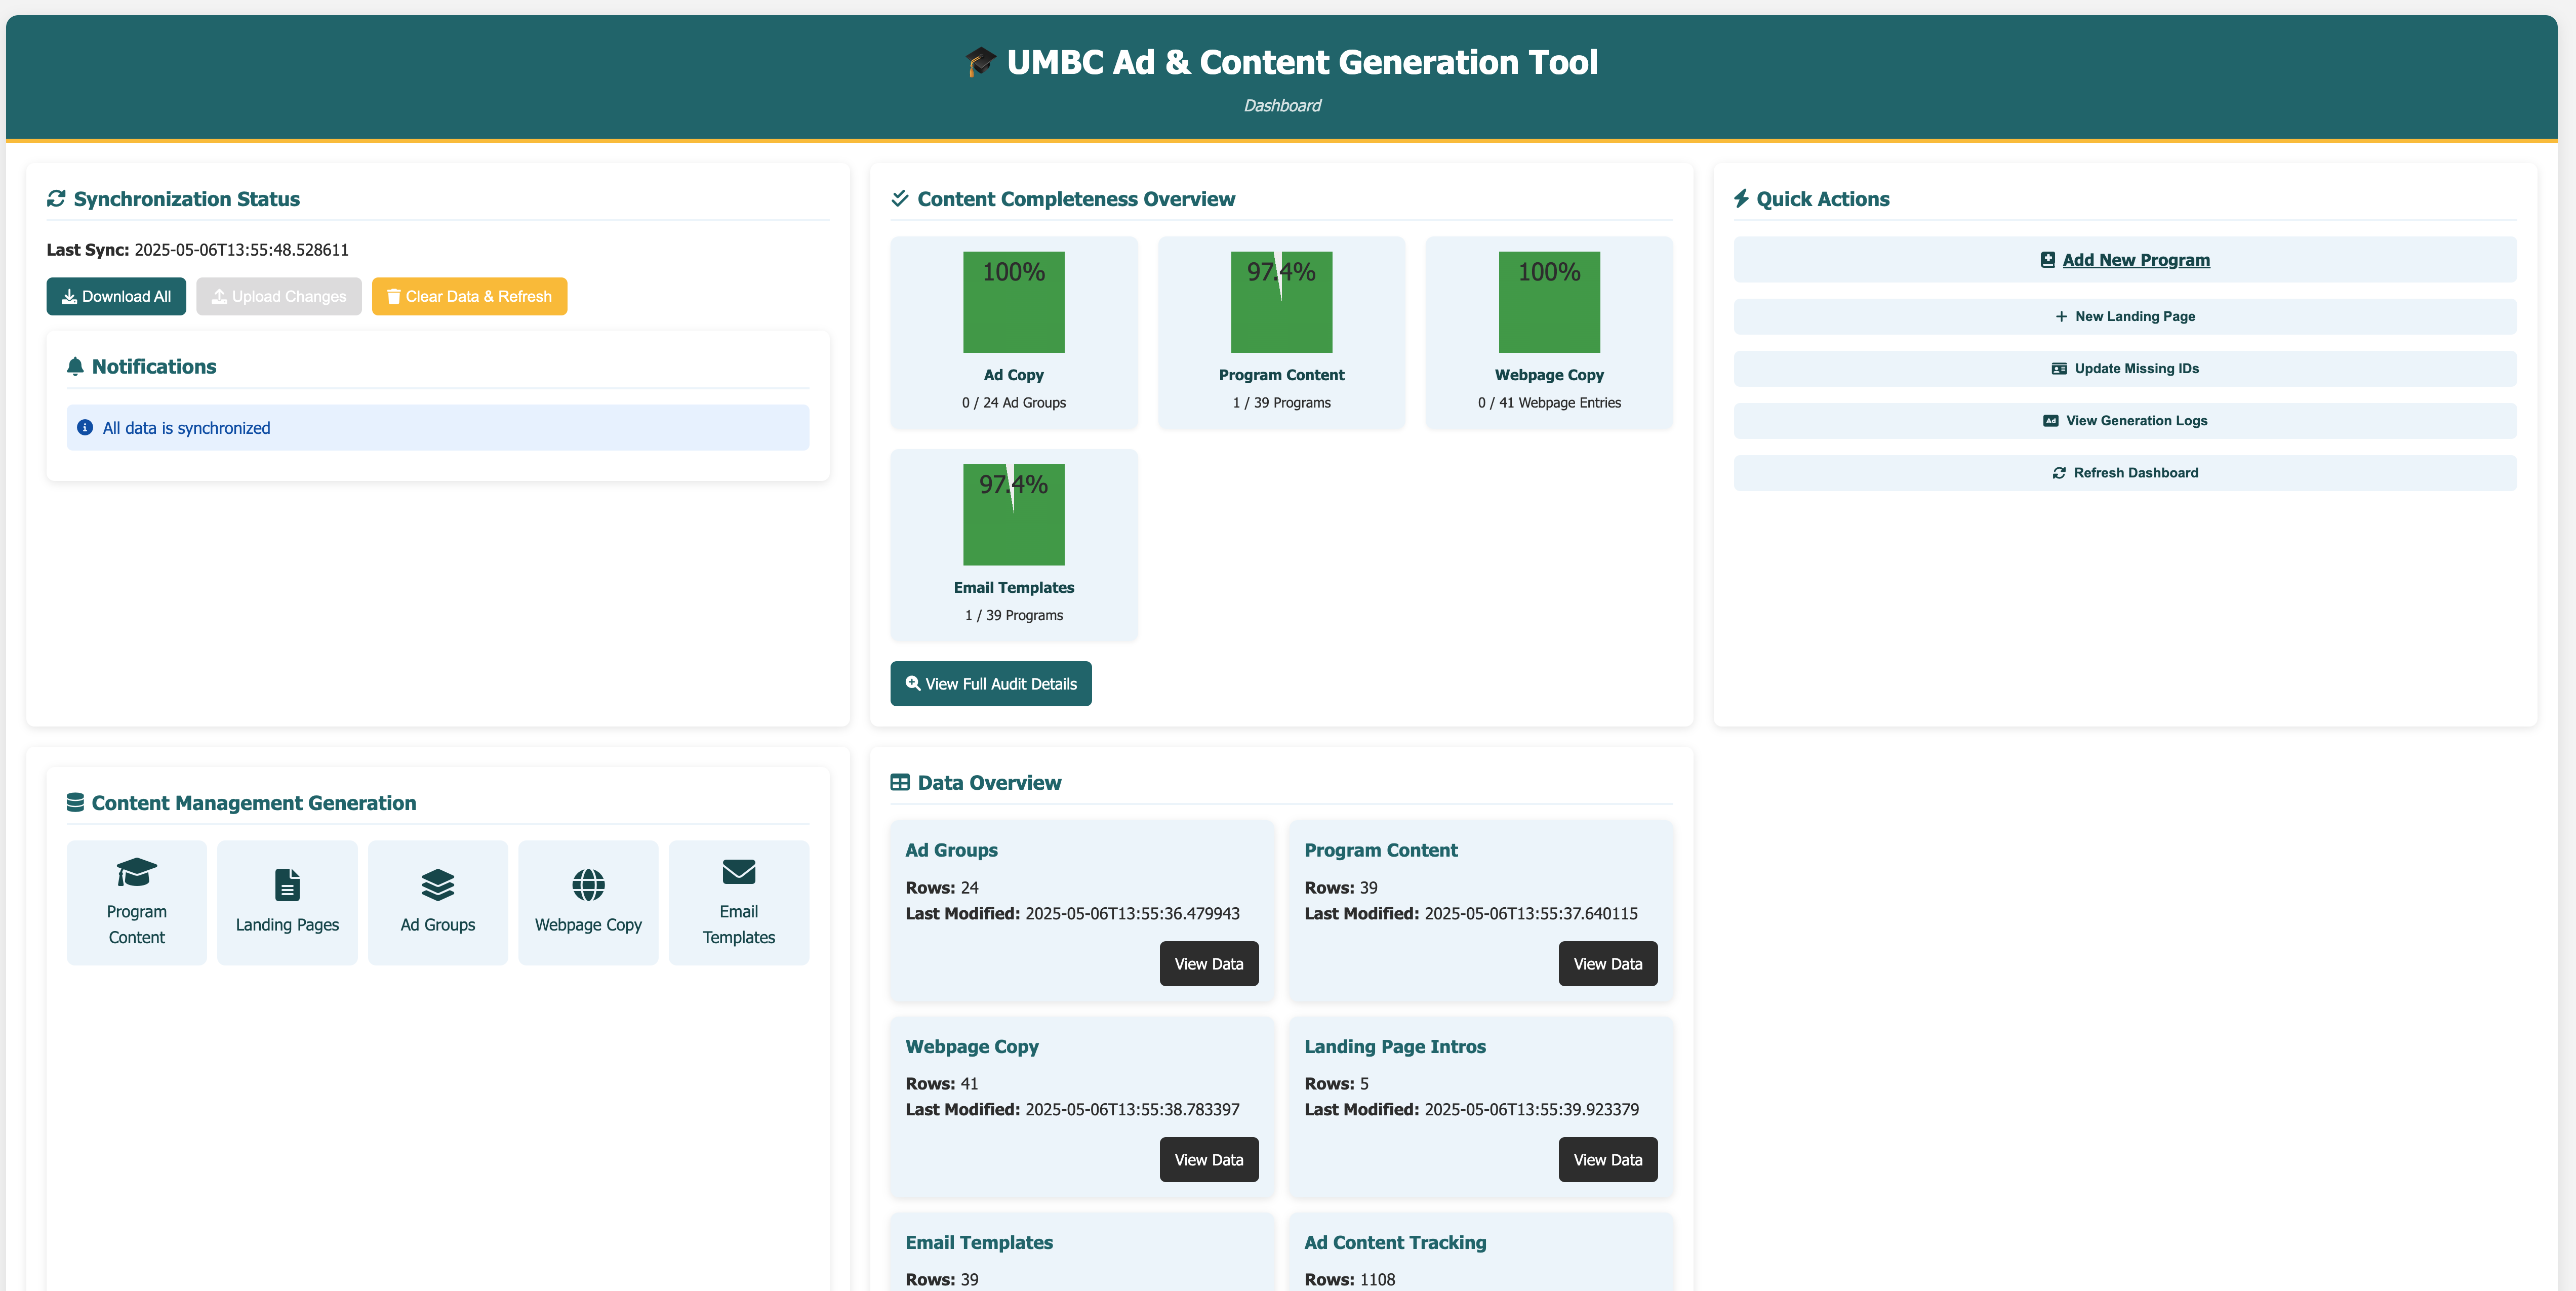 UMBC Ad & Content Generation Tool
Dashboard
Synchronization Status
Last Sync: 2025-05-06T13:55:48.528611
Download All
Upload Changes
Clear Data & Refresh
Notifications
All data is synchronized
Content Completeness Overview
100%
Ad Copy
0 / 24 Ad Groups
97.4%
Program Content
1 / 39 Programs
100%
Webpage Copy
0 / 41 Webpage Entries
97.4%
Email Templates
1 / 39 Programs
View Full Audit Details
Quick Actions
Add New Program
New Landing Page
Update Missing IDs
Ad
View Generation Logs
Refresh Dashboard
Content Management Generation
Program
Content
Landing Pages
Ad Groups
Webpage Copy
Email
Templates
Data Overview
Ad Groups
Rows: 24
Last Modified: 2025-05-06T13:55:36.479943
View Data
Program Content
Rows: 39
Last Modified: 2025-05-06T13:55:37.640115
View Data
Webpage Copy
Rows: 41
Last Modified: 2025-05-06T13:55:38.783397
View Data
Landing Page Intros
Rows: 5
Last Modified: 2025-05-06T13:55:39.923379
View Data
Email Templates
Rows: 39
Ad Content Tracking
Rows: 1108